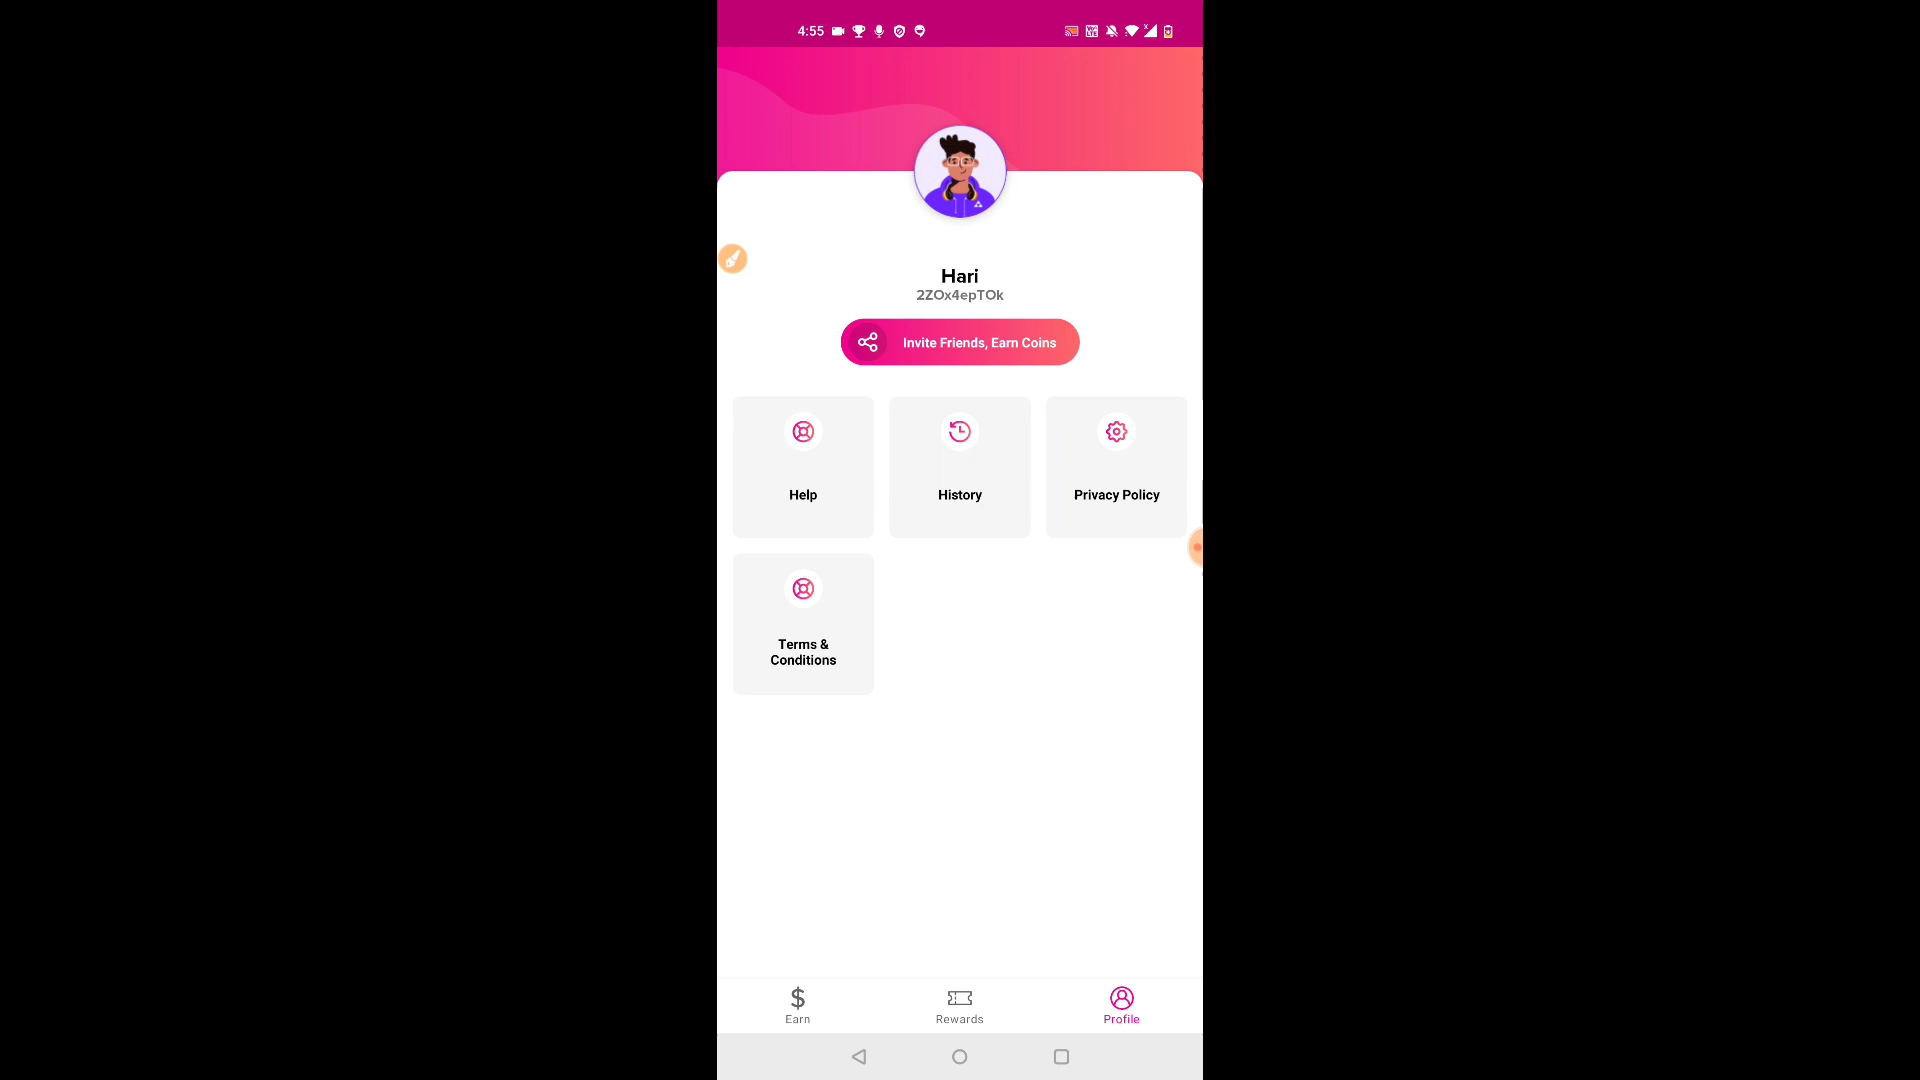 4:55
Hari
2ZOx4epTOk
Invite Friends, Earn Coins
Help
History
Privacy Policy
Terms &
Conditions
Earn
Rewards
Profile